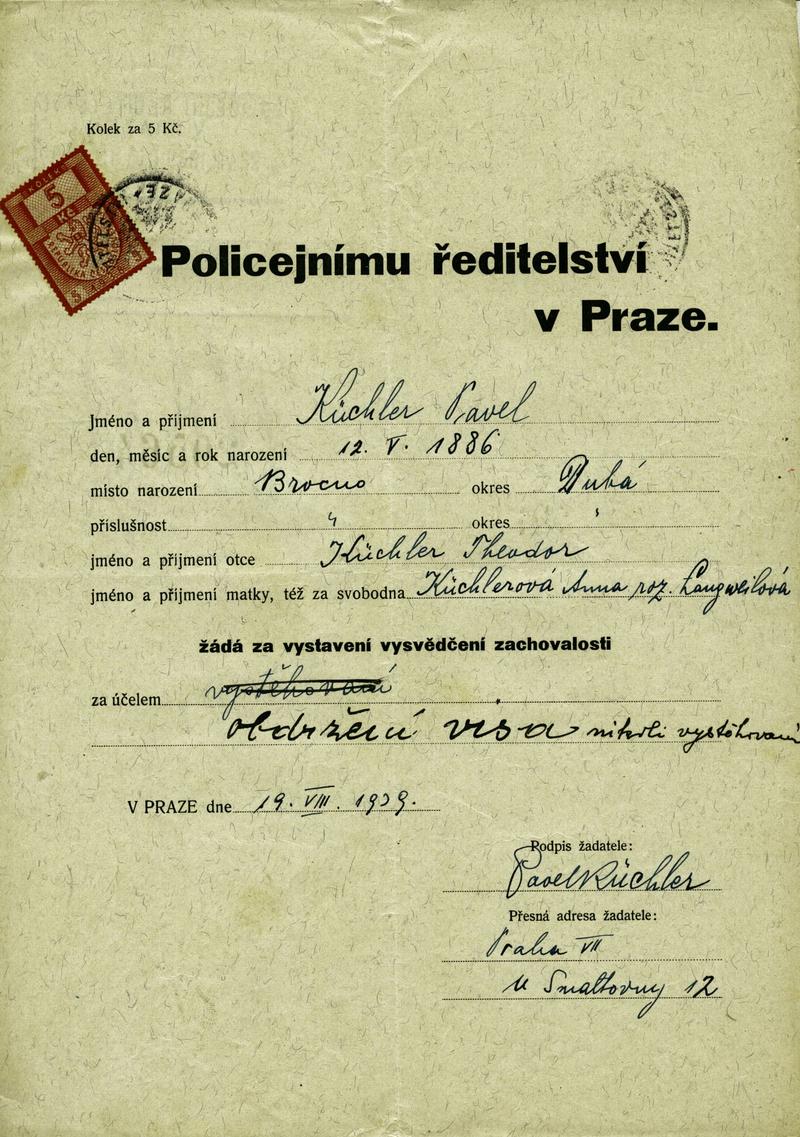 Kolek za 5 Kč.
KOLEK
5
Kč
Policejnímu ředitelství
v Praze.
Jméno a příjmení Küchler Pavel
den, měsíc a rok narození 12. V. 1886
místo narození Brocno okres Dubá
příslušnost " okres "
jméno a příjmení otce Küchler Theodor
jméno a příjmení matky, též za svobodna Küchlerová Anna roz. Langweilová
žádá za vystavení vysvědčení zachovalosti
za účelem vystěhování
obdržení visa nikoli vystěhování
V PRAZE dne 19. VIII. 1939.
Podpis žadatele:
Pavel Küchler
Přesná adresa žadatele:
Praha VII
U Smaltovny 12